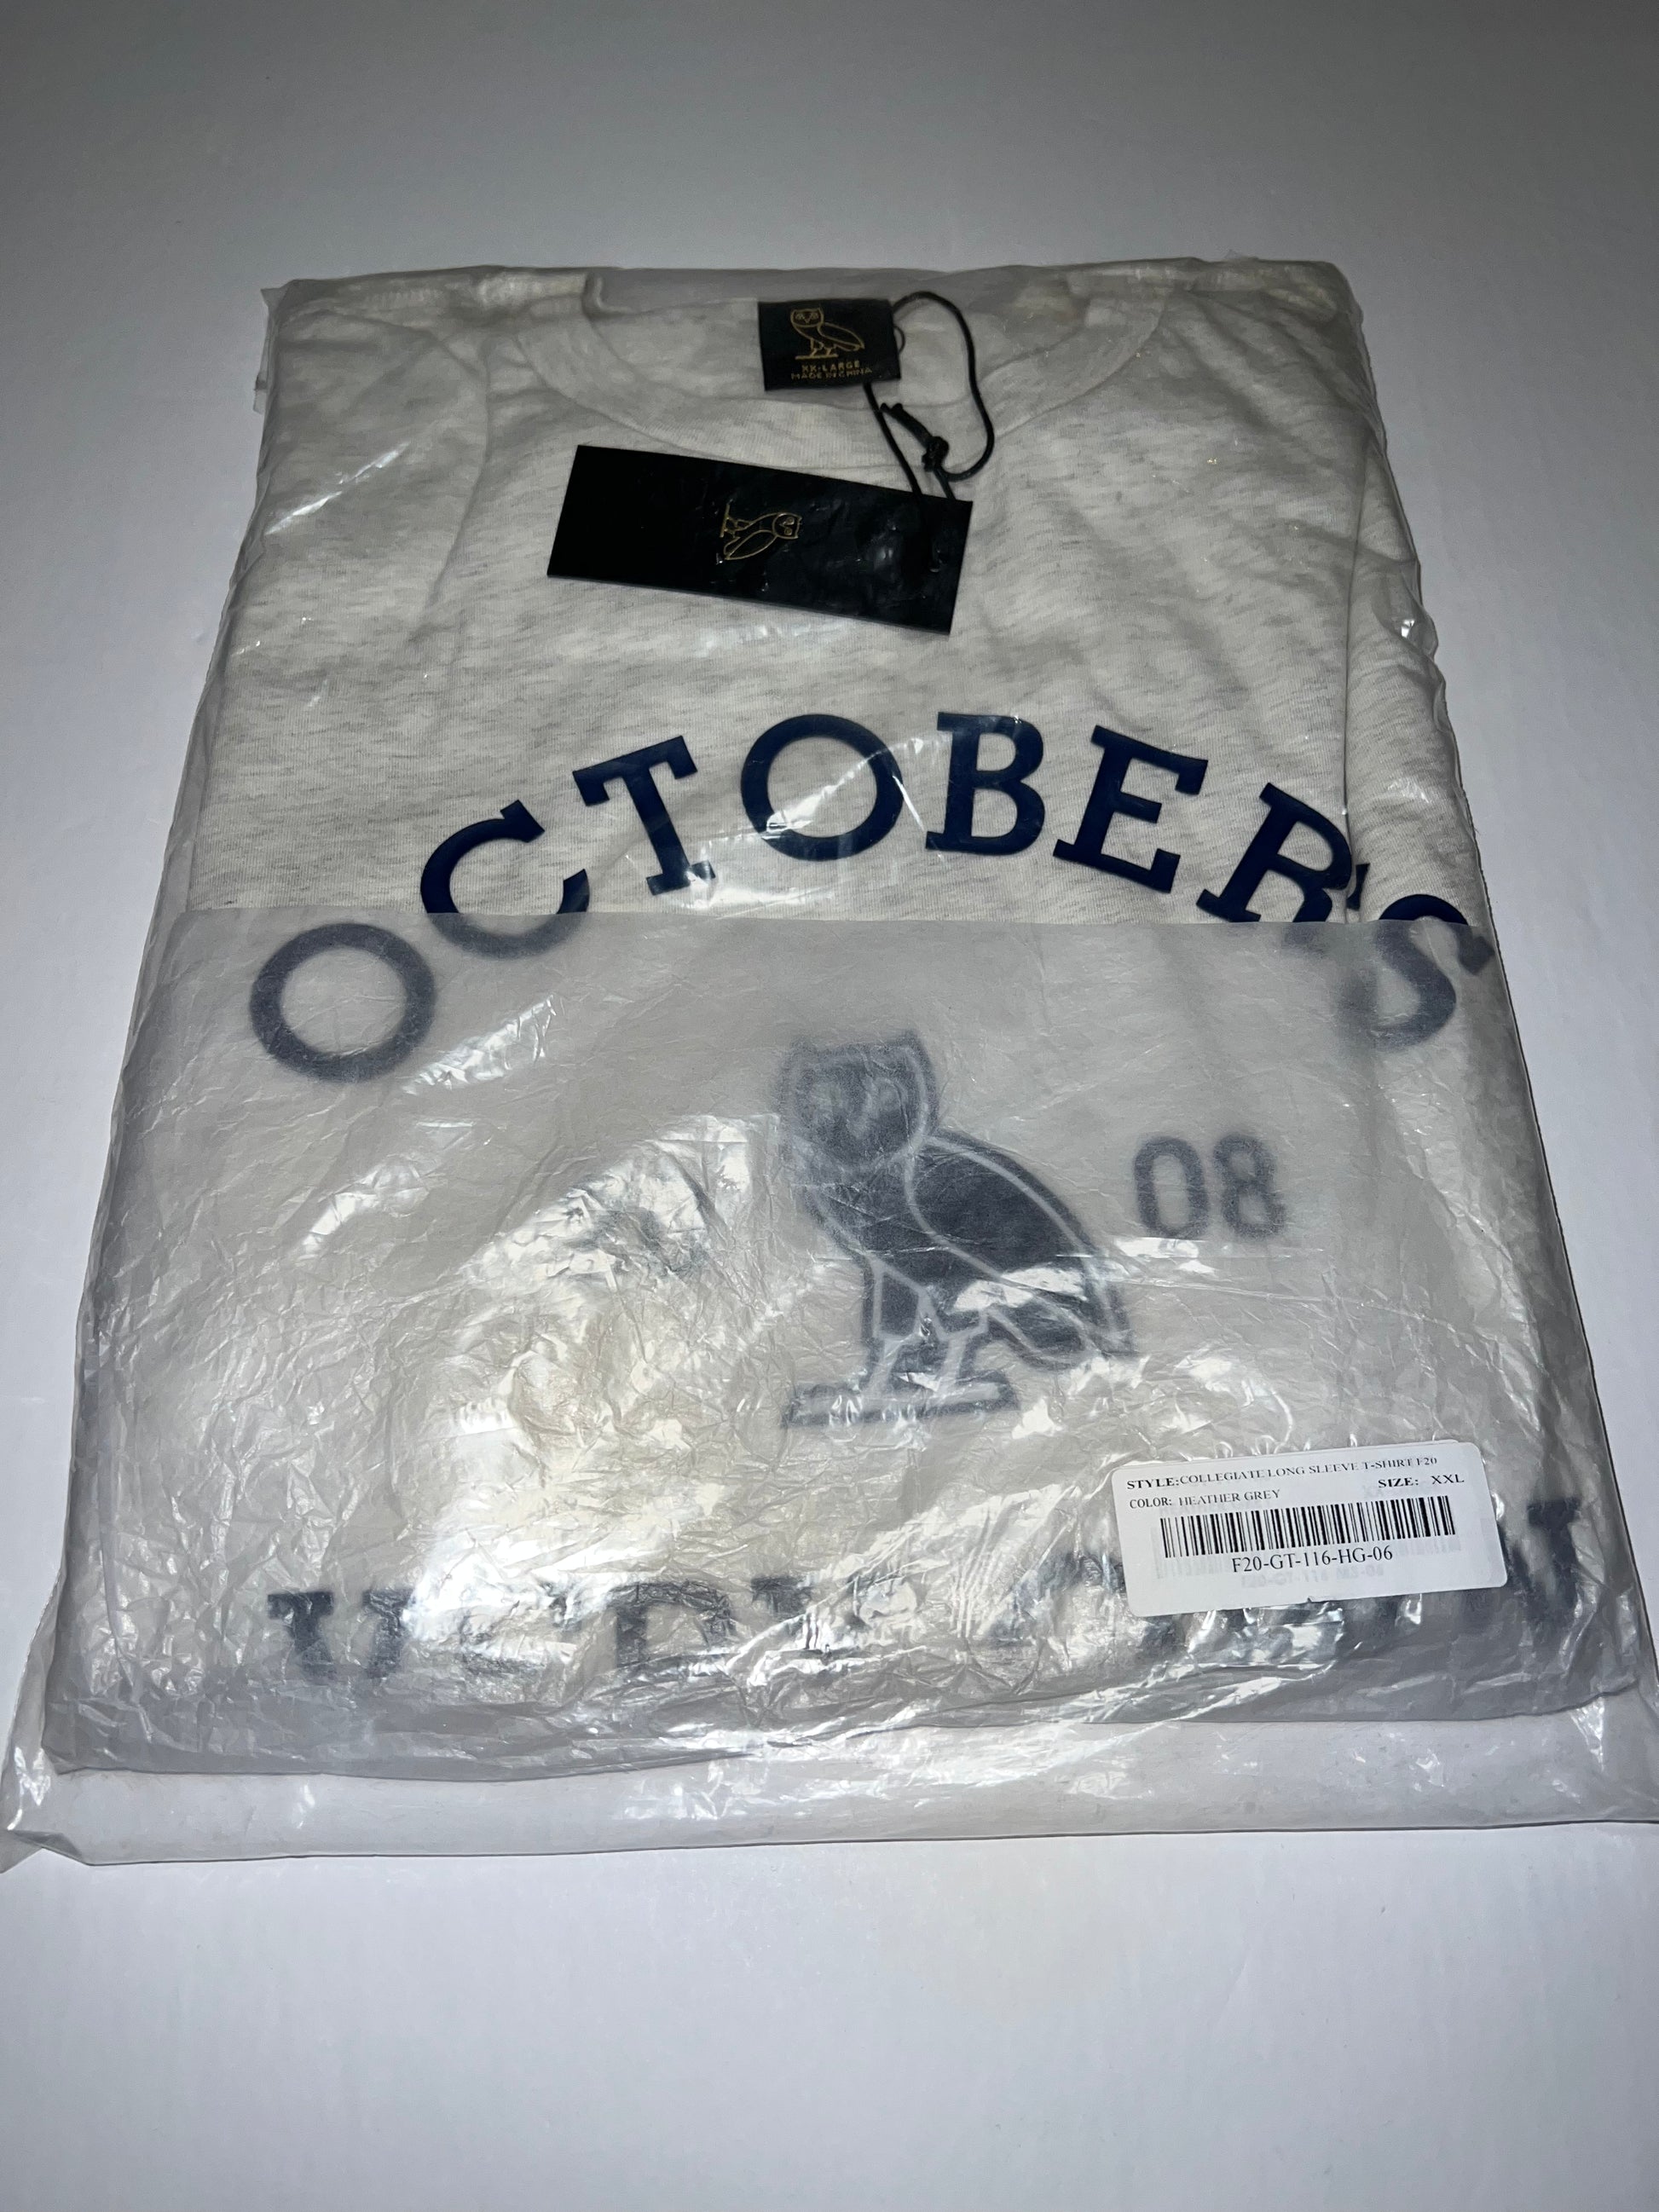 XX-LARGE
MADE IN CHINA
OCTOBER'S
08
STYLE:COLLEGIATE LONG SLEEVE T-SHIRT F20
COLOR: HEATHER GREY SIZE: XXL
F20-GT-116-HG-06